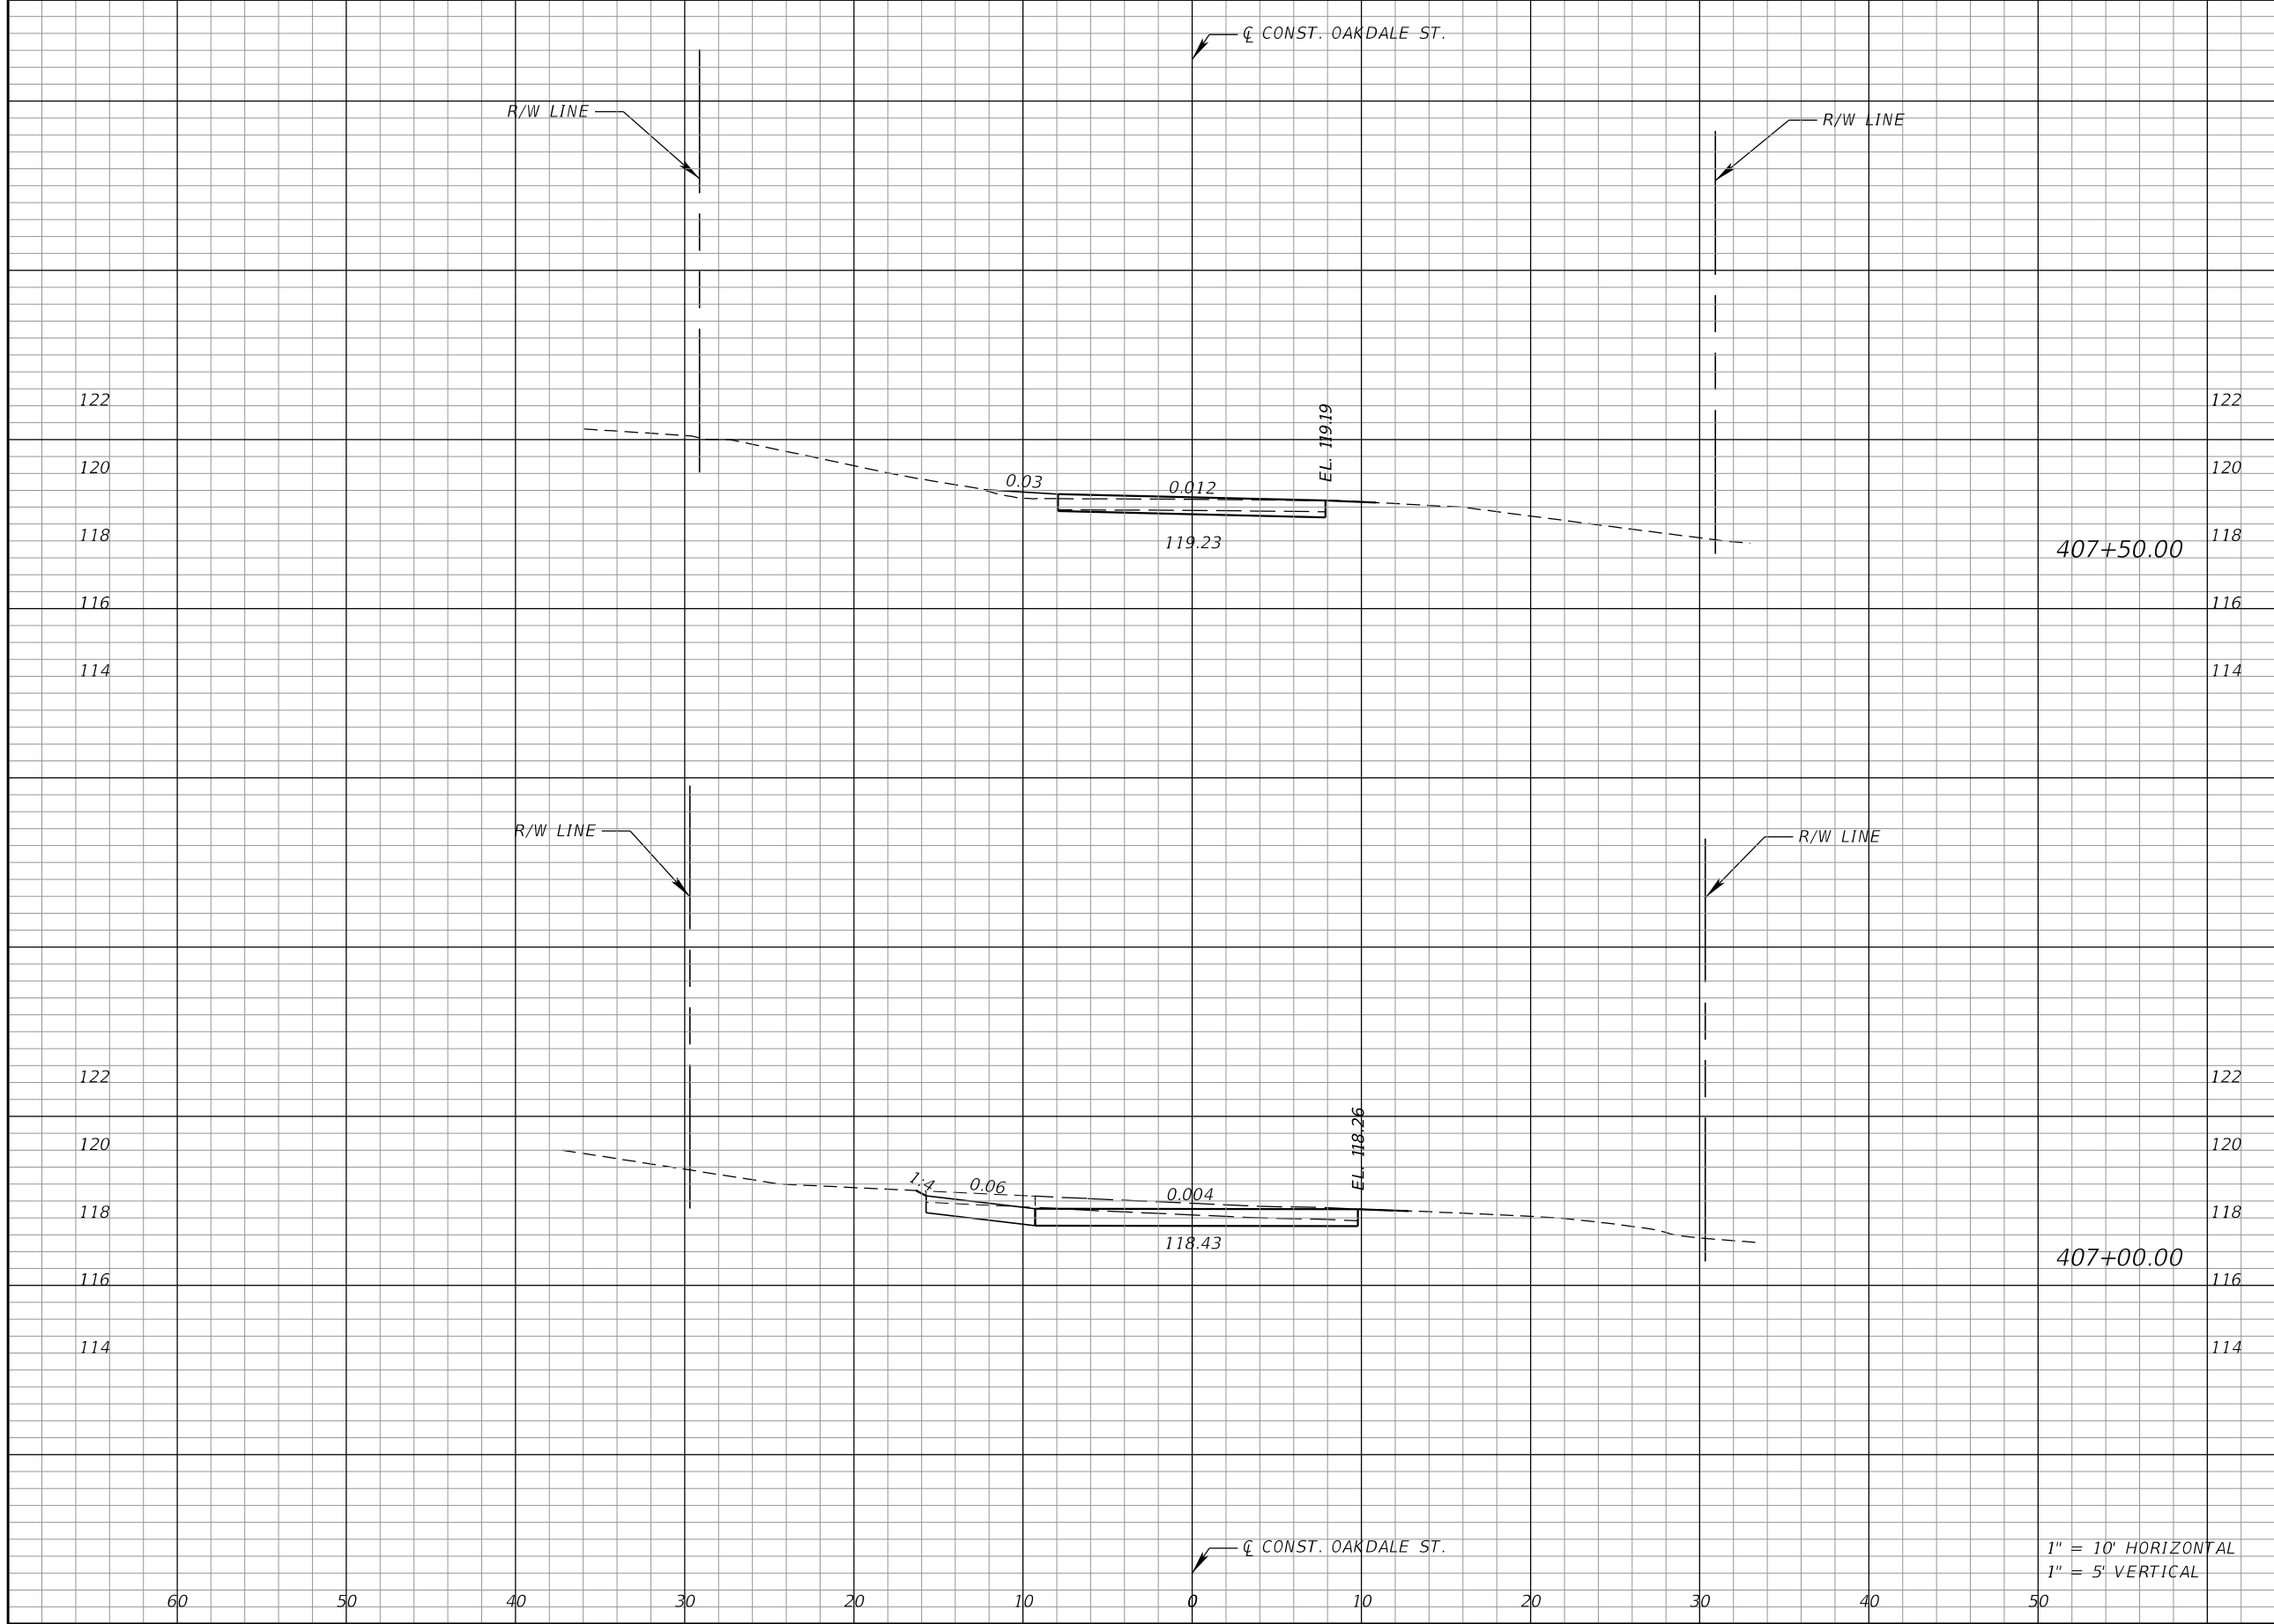 ℄ CONST. OAKDALE ST.
R/W LINE
R/W LINE
122
122
EL. 119.19
120
120
0.03
0.012
118
119.23
118
407+50.00
116
116
114
114
R/W LINE
R/W LINE
122
122
EL. 118.26
120
120
1:4
0.06
0.004
118
118
118.43
407+00.00
116
116
114
114
℄ CONST. OAKDALE ST.
1" = 10' HORIZONTAL
1" = 5' VERTICAL
60 50 40 30 20 10 0 10 20 30 40 50